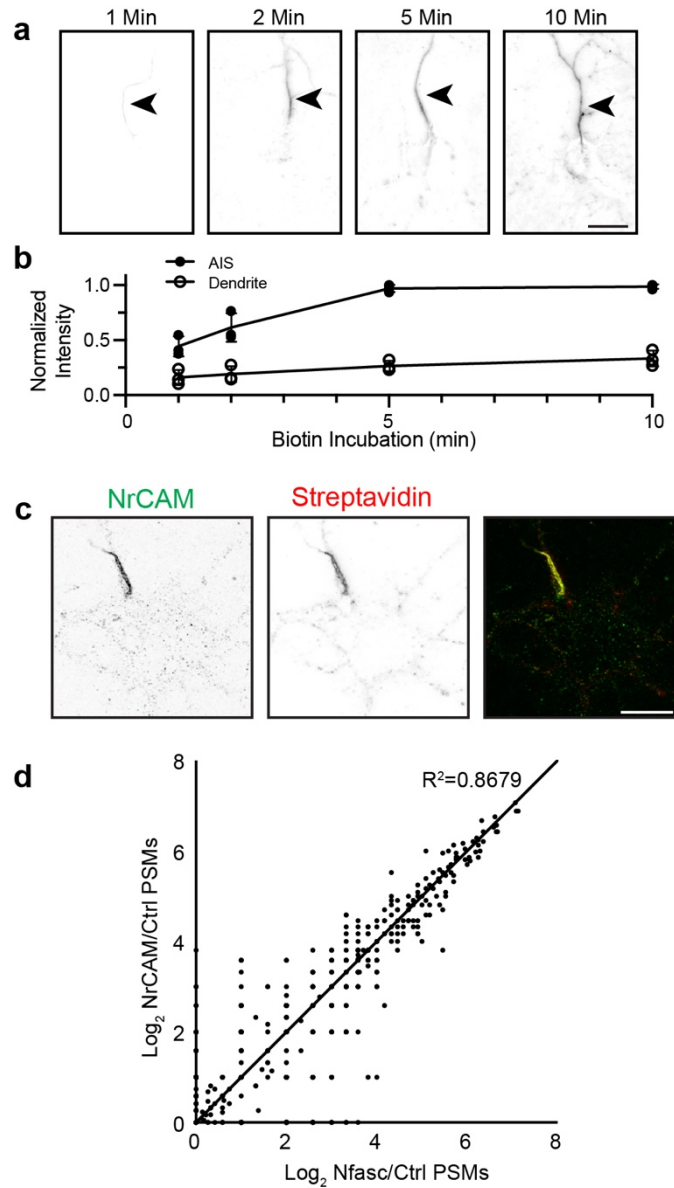 a
1 Min 2 Min 5 Min 10 Min
b
AIS
Dendrite
Normalized
Intensity
1.0
0.5
0.0
0 5 10
Biotin Incubation (min)
c
NrCAM Streptavidin
d
R²=0.8679
Log₂ NrCAM/Ctrl PSMs
8
6
4
2
0
0 2 4 6 8
Log₂ Nfasc/Ctrl PSMs